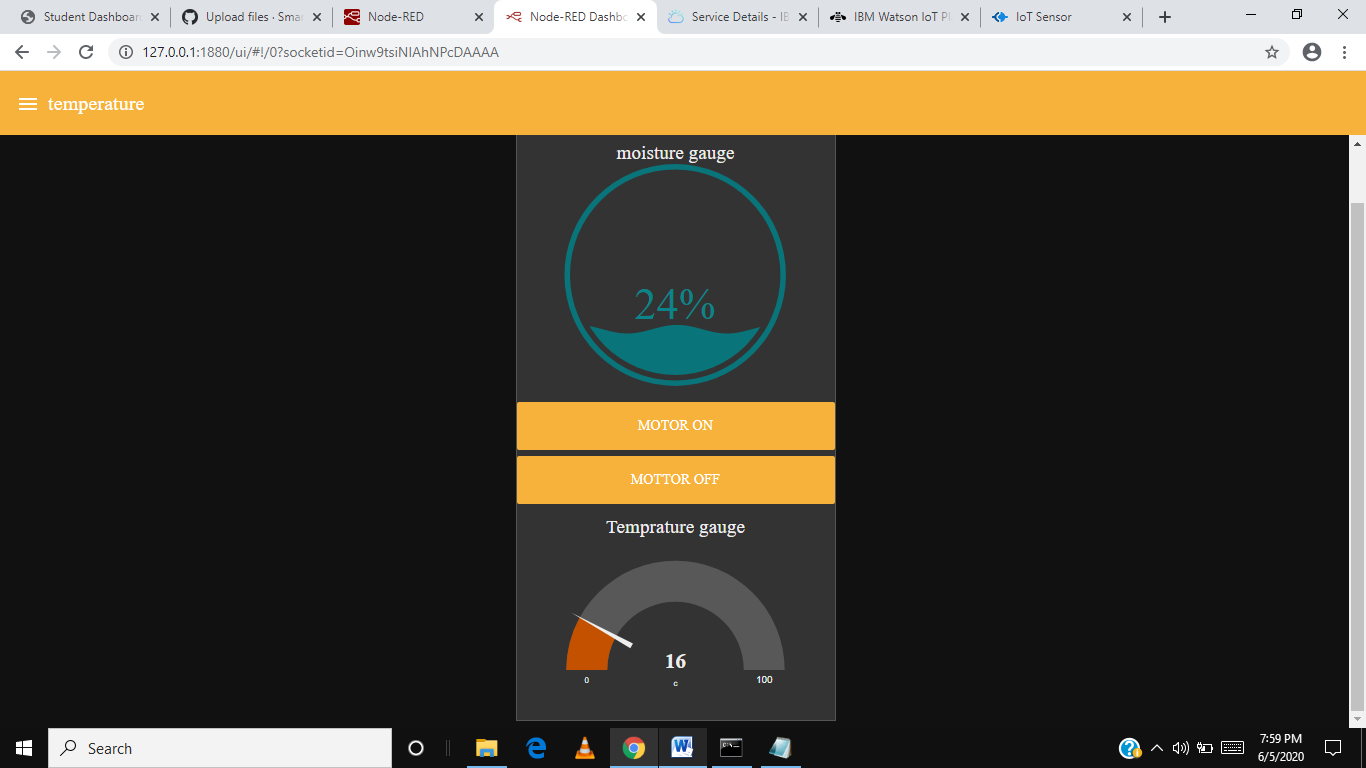 Student Dashboar
Upload files · Smar
Node-RED
Node-RED Dashbo
Service Details - IB
IBM Watson IoT Pl
IoT Sensor
127.0.0.1:1880/ui/#!/0?socketid=Oinw9tsiNIAhNPcDAAAA
temperature
moisture gauge
24%
MOTOR ON
MOTTOR OFF
Temprature gauge
16
c
0
100
Search
7:59 PM
6/5/2020